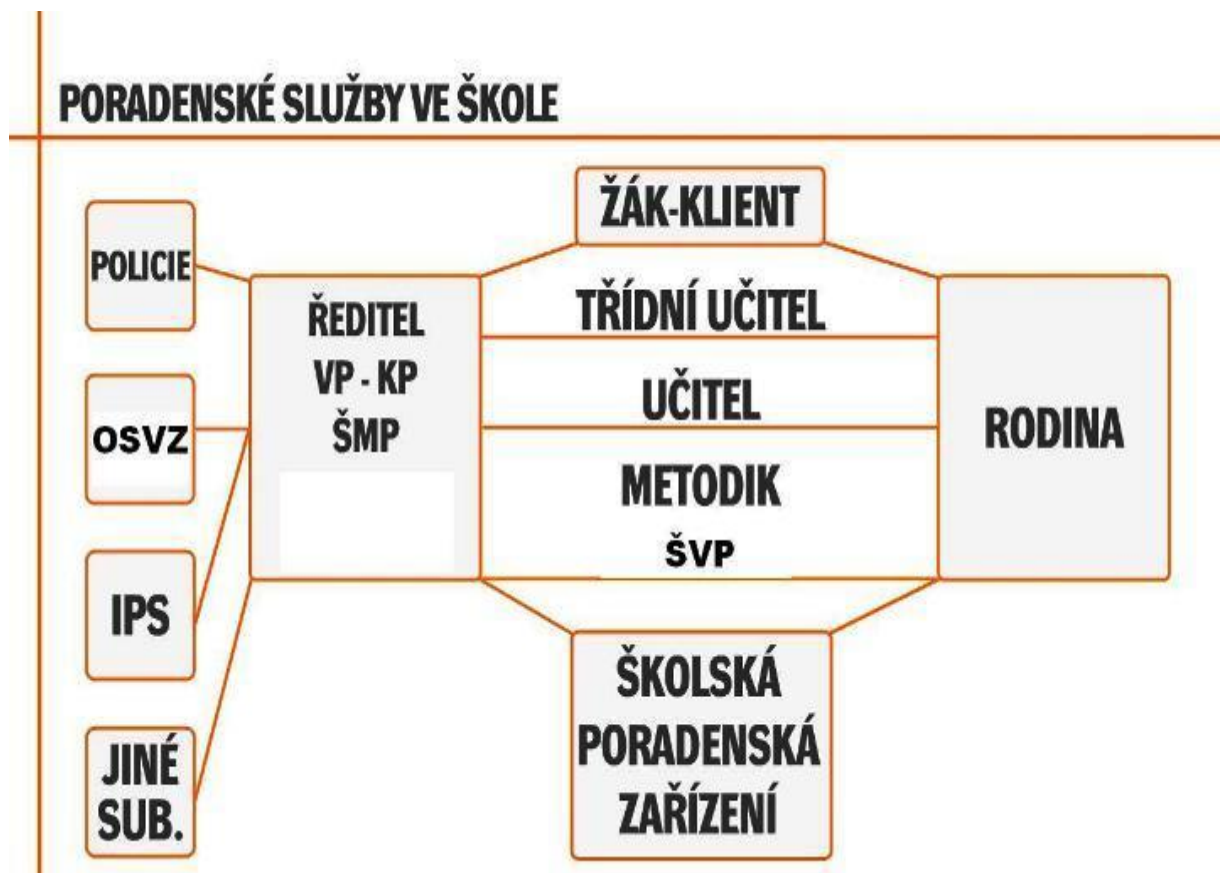 PORADENSKÉ SLUŽBY VE ŠKOLE
ŽÁK-KLIENT
POLICIE
OSVZ
IPS
JINÉ
SUB.
ŘEDITEL
VP - KP
ŠMP
TŘÍDNÍ UČITEL
UČITEL
METODIK
ŠVP
RODINA
ŠKOLSKÁ
PORADENSKÁ
ZAŘÍZENÍ